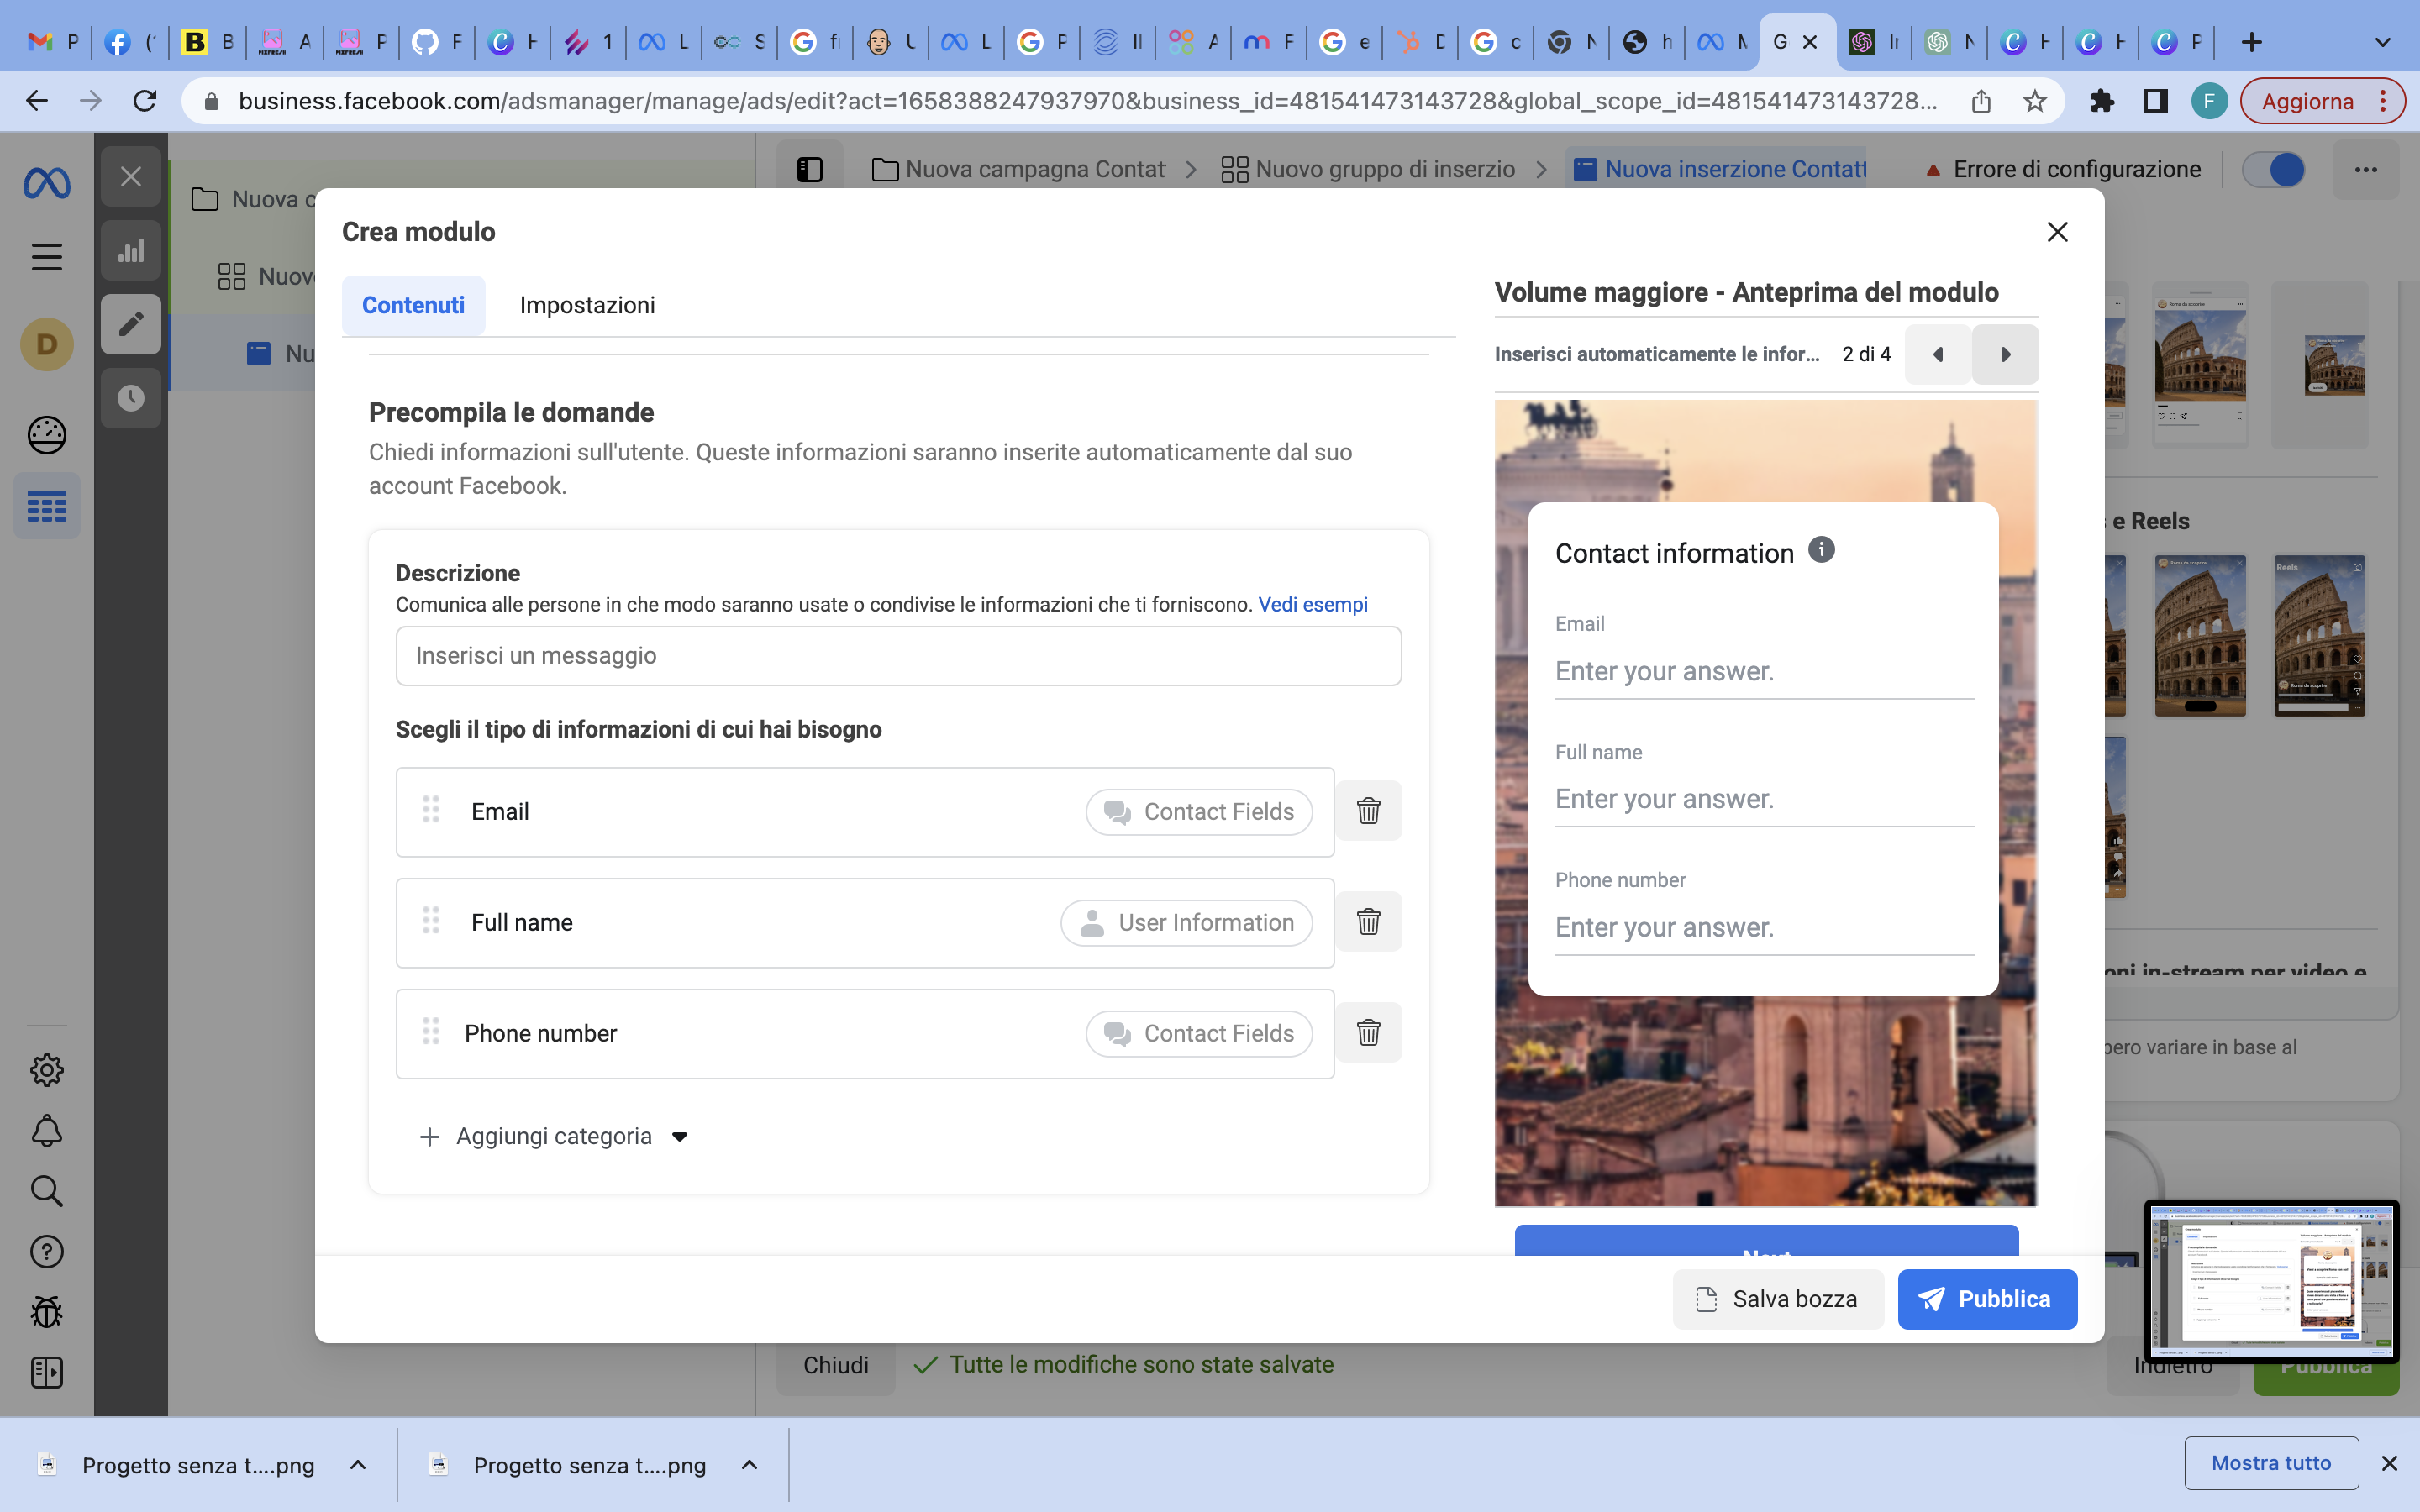 business.facebook.com/adsmanager/manage/ads/edit?act=1658388247937970&business_id=481541473143728&global_scope_id=481541473143728...
F
Aggiorna
Nuova campagna Contat
Nuovo gruppo di inserzio
Nuova inserzione Contatt
Errore di configurazione
Nuova c
Nuovo
Nu
D
Crea modulo
Contenuti
Impostazioni
Precompila le domande
Chiedi informazioni sull'utente. Queste informazioni saranno inserite automaticamente dal suo
account Facebook.
Descrizione
Comunica alle persone in che modo saranno usate o condivise le informazioni che ti forniscono. Vedi esempi
Inserisci un messaggio
Scegli il tipo di informazioni di cui hai bisogno
Email
Contact Fields
Full name
User Information
Phone number
Contact Fields
Aggiungi categoria
Volume maggiore - Anteprima del modulo
Inserisci automaticamente le infor...
2 di 4
Contact information
Email
Enter your answer.
Full name
Enter your answer.
Phone number
Enter your answer.
Next
Salva bozza
Pubblica
e Reels
Reels
oni in-stream per video e
pero variare in base al
Chiudi
Tutte le modifiche sono state salvate
Indietro
Pubblica
Progetto senza t....png
Progetto senza t....png
Mostra tutto